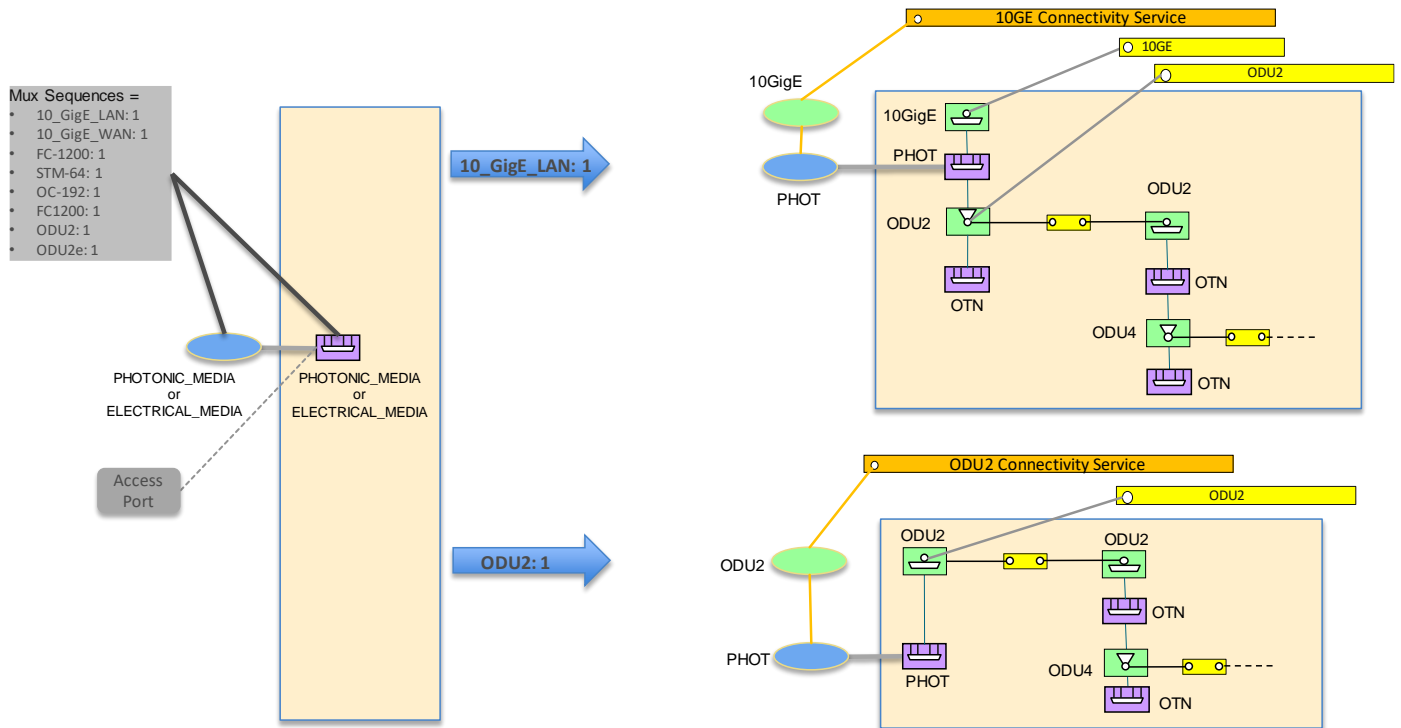 Mux Sequences =
• 10_GigE_LAN: 1
• 10_GigE_WAN: 1
• FC-1200: 1
• STM-64: 1
• OC-192: 1
• FC1200: 1
• ODU2: 1
• ODU2e: 1
PHOTONIC_MEDIA
or
ELECTRICAL_MEDIA
PHOTONIC_MEDIA
or
ELECTRICAL_MEDIA
Access
Port
10_GigE_LAN: 1
ODU2: 1
10GE Connectivity Service
10GE
ODU2
10GigE
PHOT
10GigE
PHOT
ODU2
OTN
ODU2
OTN
ODU4
OTN
ODU2 Connectivity Service
ODU2
ODU2
PHOT
ODU2
PHOT
ODU2
OTN
ODU4
OTN